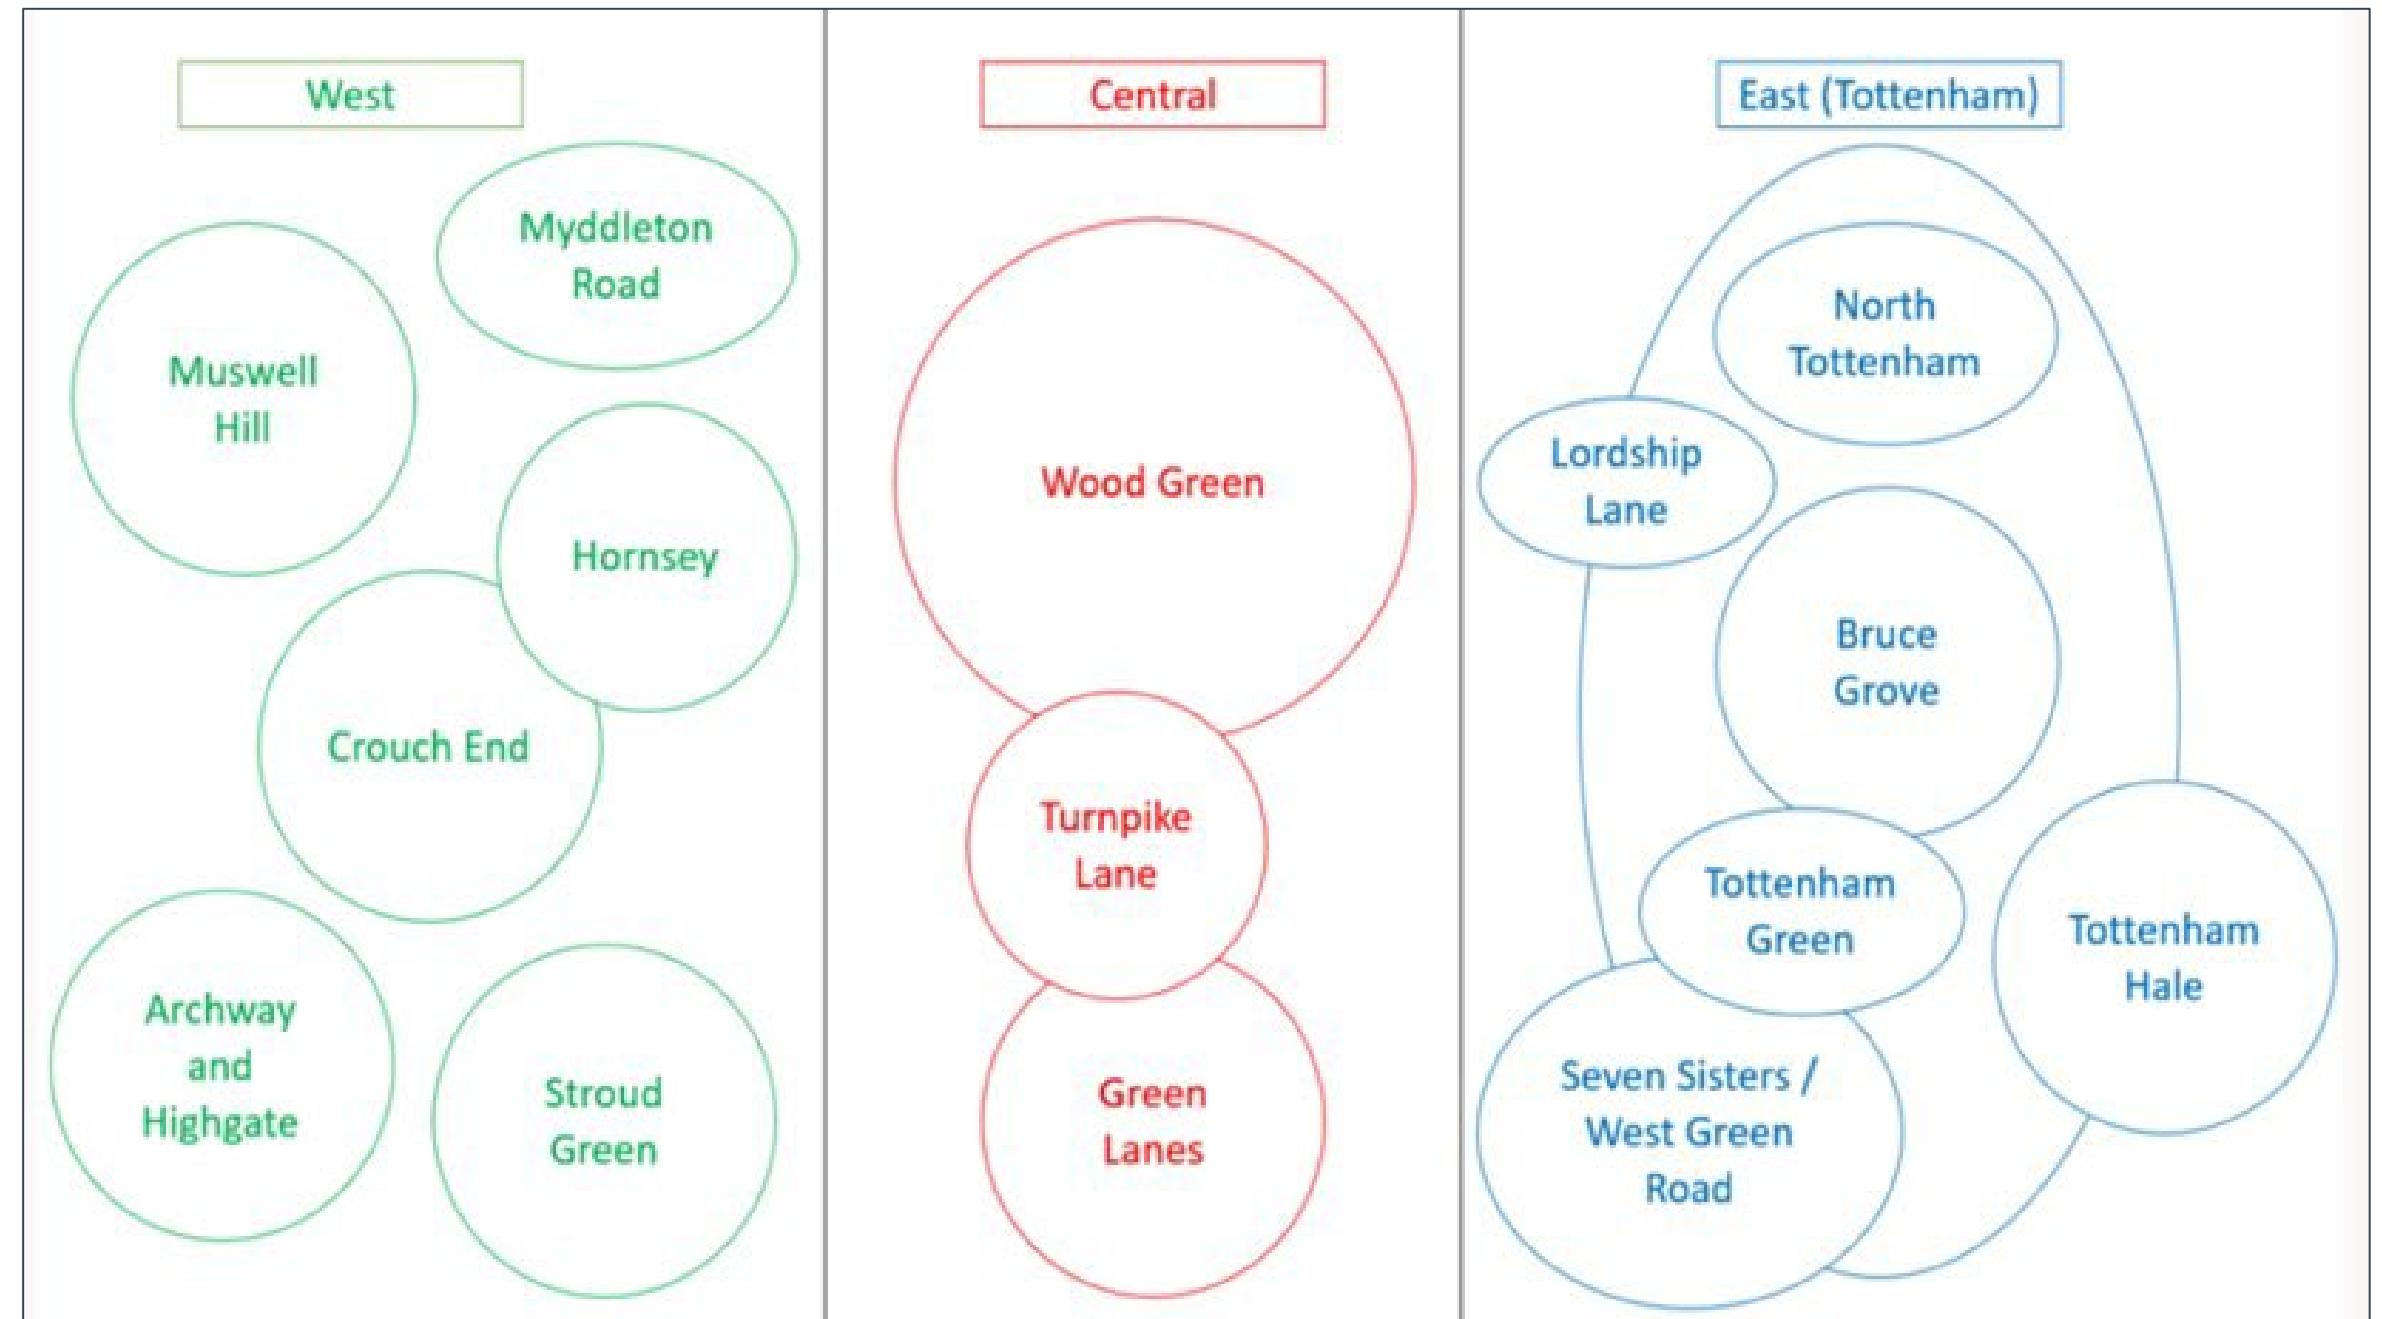 West
Myddleton
Road
Muswell
Hill
Hornsey
Crouch End
Archway
and
Highgate
Stroud
Green
Central
Wood Green
Turnpike
Lane
Green
Lanes
East (Tottenham)
North
Tottenham
Lordship
Lane
Bruce
Grove
Tottenham
Green
Tottenham
Hale
Seven Sisters /
West Green
Road